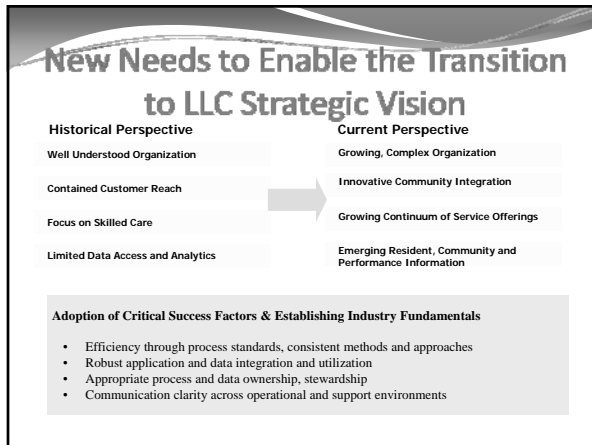 New Needs to Enable the Transition
to LLC Strategic Vision
Historical Perspective
Well Understood Organization
Contained Customer Reach
Focus on Skilled Care
Limited Data Access and Analytics
Current Perspective
Growing, Complex Organization
Innovative Community Integration
Growing Continuum of Service Offerings
Emerging Resident, Community and
Performance Information
Adoption of Critical Success Factors & Establishing Industry Fundamentals
• Efficiency through process standards, consistent methods and approaches
• Robust application and data integration and utilization
• Appropriate process and data ownership, stewardship
• Communication clarity across operational and support environments